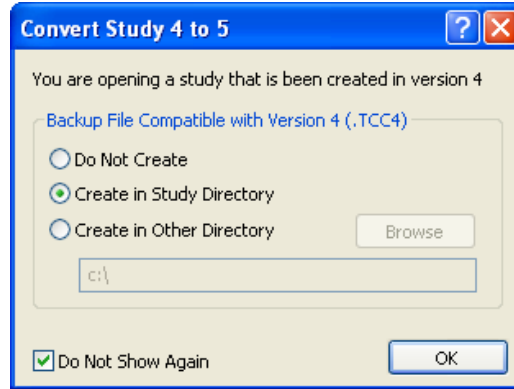 Convert Study 4 to 5
You are opening a study that is been created in version 4
Backup File Compatible with Version 4 (.TCC4)
Do Not Create
Create in Study Directory
Create in Other Directory
Browse
c:\
Do Not Show Again
OK